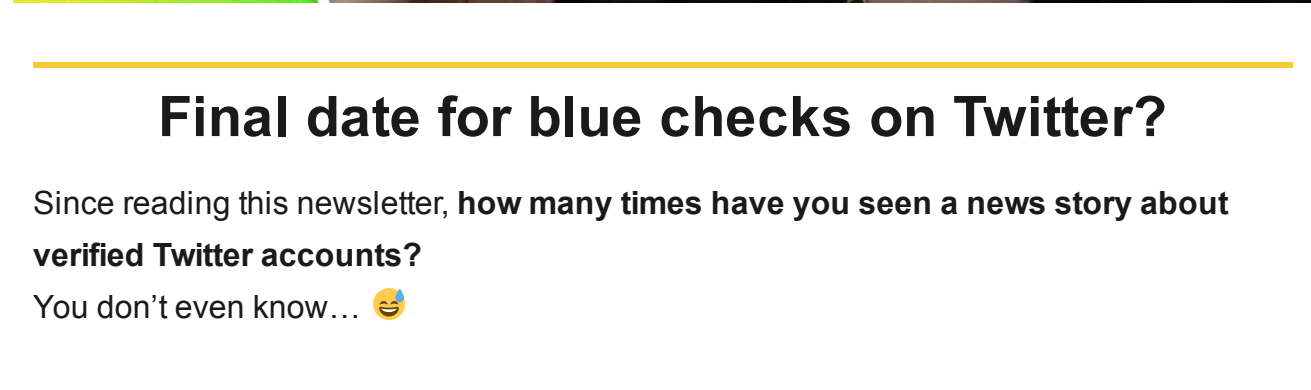 Final date for blue checks on Twitter?
Since reading this newsletter, how many times have you seen a news story about
verified Twitter accounts?
You don’t even know… 😅